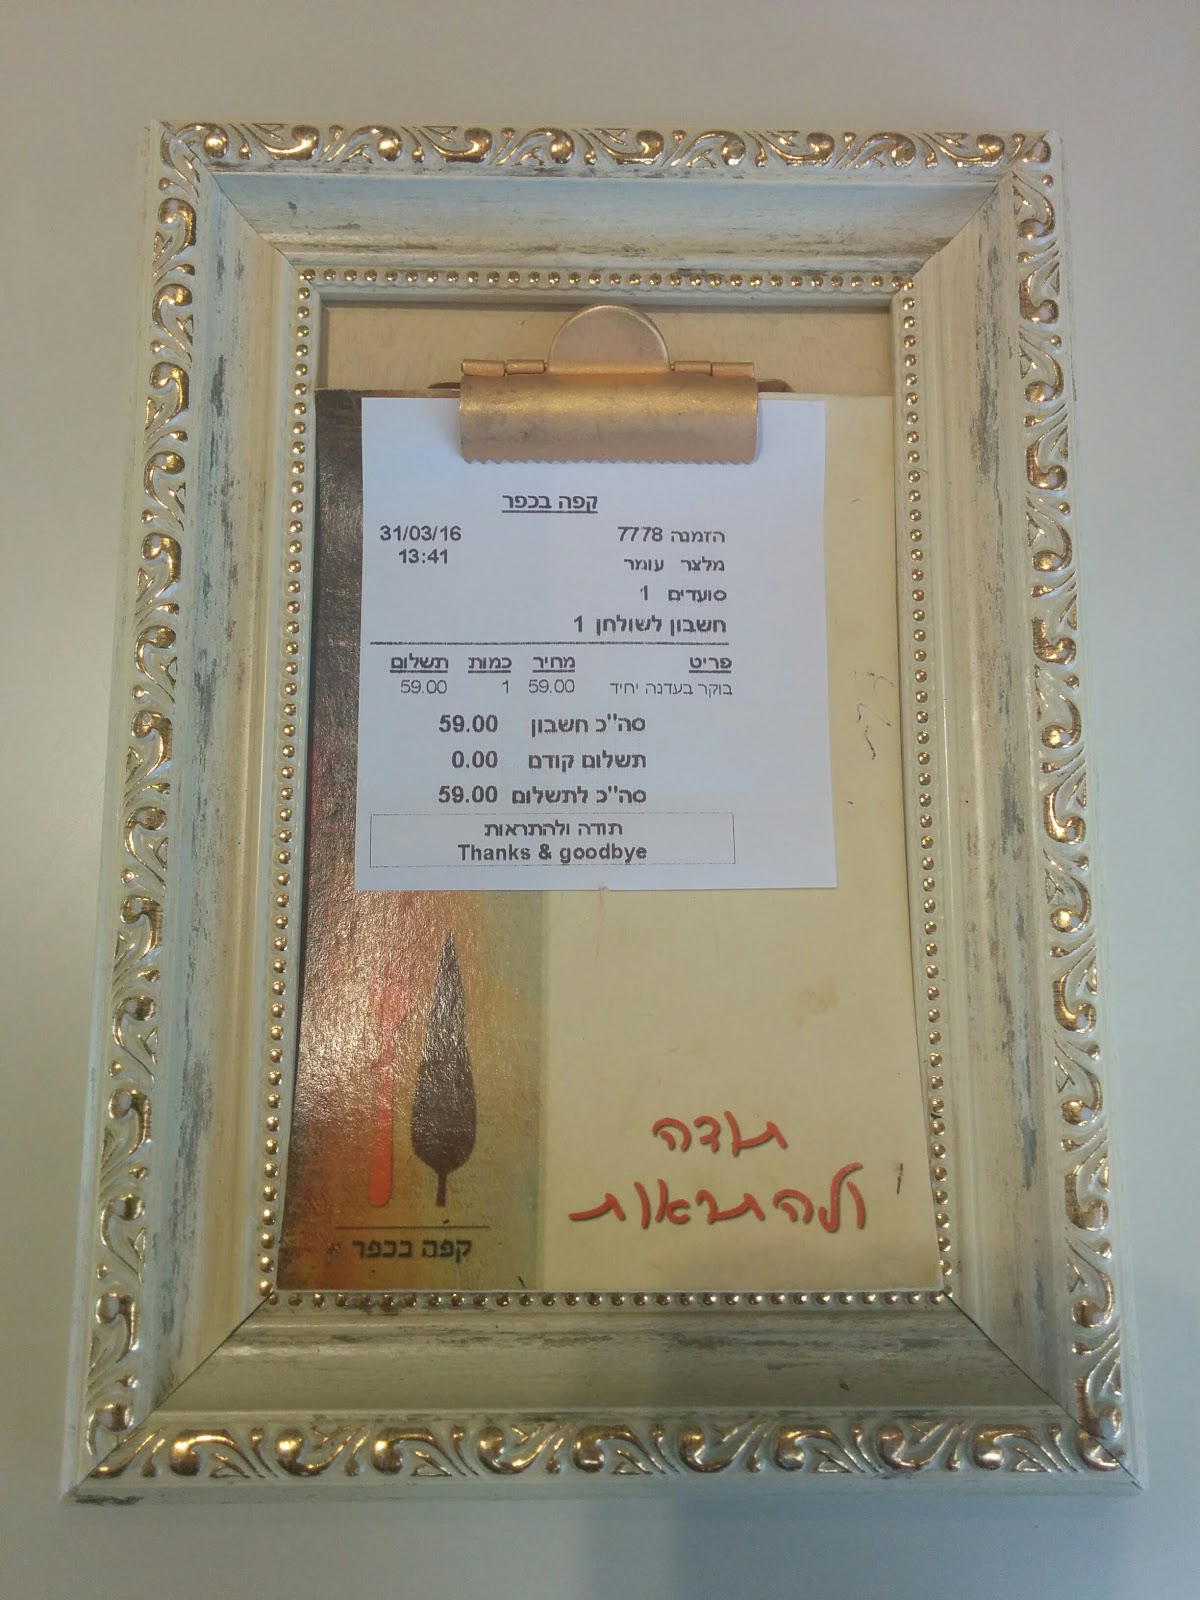 קפה בכפר
הזמנה 7778 31/03/16
מלצר עומר 13:41
סועדים 1
חשבון לשולחן 1
פריט מחיר כמות תשלום
בוקר בעדנה יחיד 59.00 1 59.00
סה"כ חשבון 59.00
תשלום קודם 0.00
סה"כ לתשלום 59.00
תודה ולהתראות
Thanks & goodbye
תודה
ולהתראות
קפה בכפר